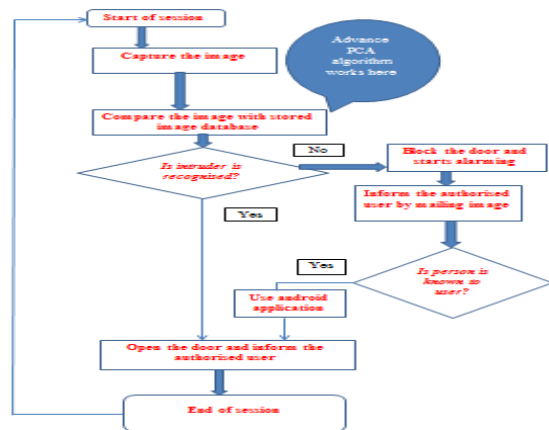 Start of session
Capture the image
Advance
PCA
algorithm
works here
Compare the image with stored
image database
Is intruder is
recognised?
No
Block the door and
starts alarming
Inform the authorised
user by mailing image
Yes
Yes
Is person is
known to
user?
Use android
application
Open the door and inform the
authorised user
End of session